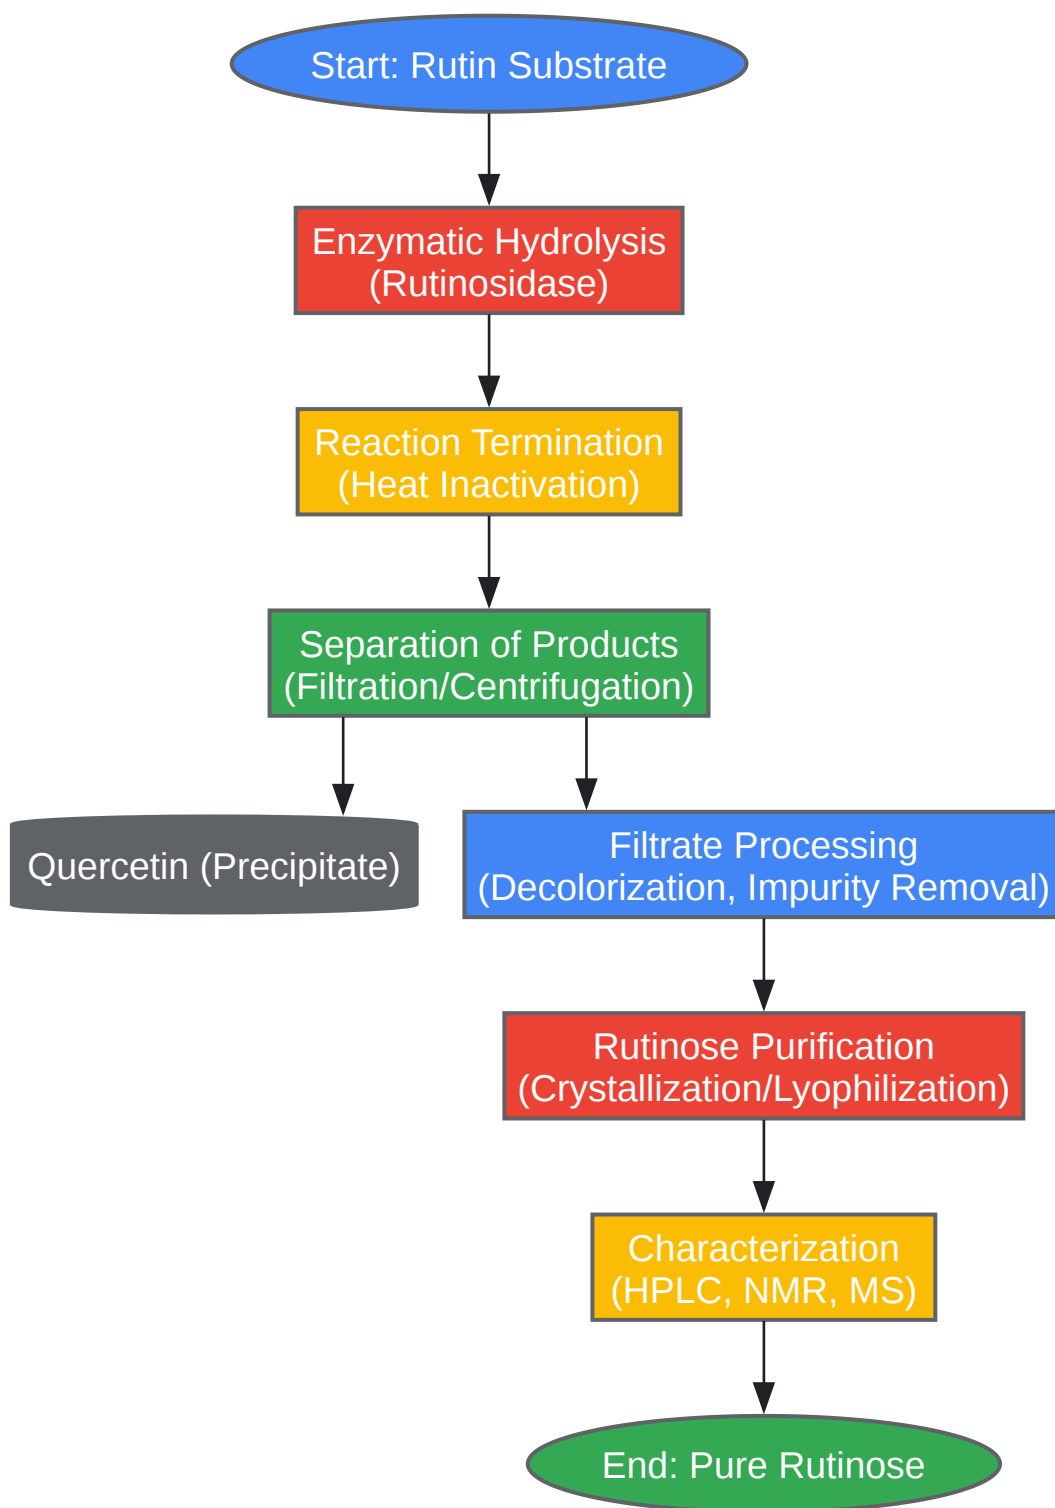 Start: Rutin Substrate
Enzymatic Hydrolysis
(Rutinosidase)
Reaction Termination
(Heat Inactivation)
Separation of Products
(Filtration/Centrifugation)
Quercetin (Precipitate)
Filtrate Processing
(Decolorization, Impurity Removal)
Rutinose Purification
(Crystallization/Lyophilization)
Characterization
(HPLC, NMR, MS)
End: Pure Rutinose